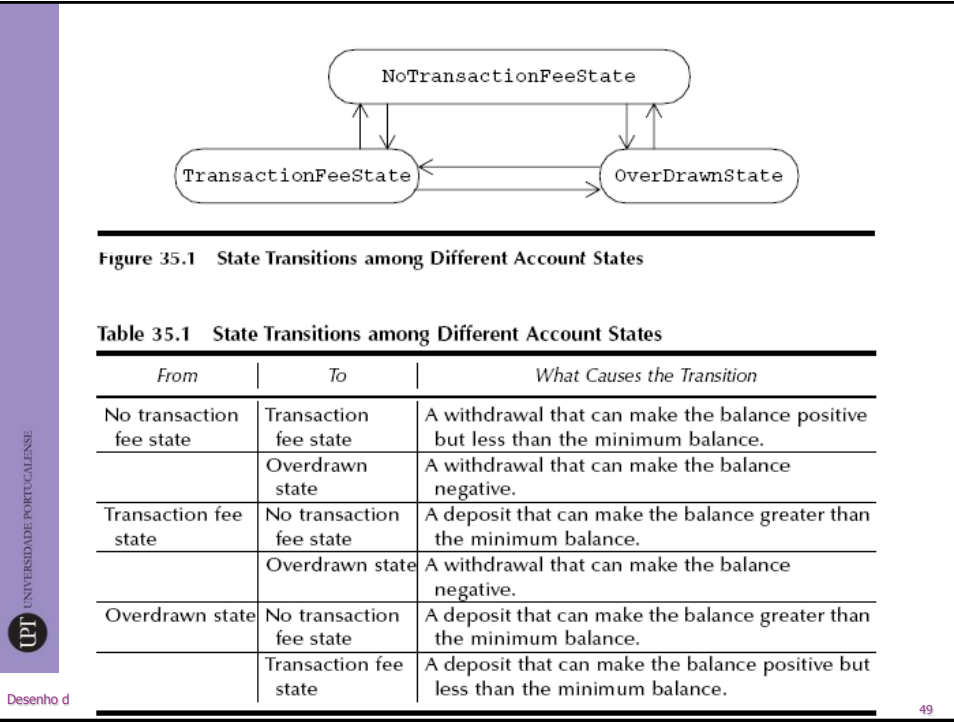 NoTransactionFeeState
TransactionFeeState
OverDrawnState
Figure 35.1 State Transitions among Different Account States
Table 35.1 State Transitions among Different Account States
From To What Causes the Transition
No transaction Transaction A withdrawal that can make the balance positive
fee state fee state but less than the minimum balance.
Overdrawn A withdrawal that can make the balance
state negative.
Transaction fee No transaction A deposit that can make the balance greater than
state fee state the minimum balance.
Overdrawn state A withdrawal that can make the balance
negative.
Overdrawn state No transaction A deposit that can make the balance greater than
fee state the minimum balance.
Transaction fee A deposit that can make the balance positive but
state less than the minimum balance.
UPT UNIVERSIDADE PORTUCALENSE
Desenho d
49